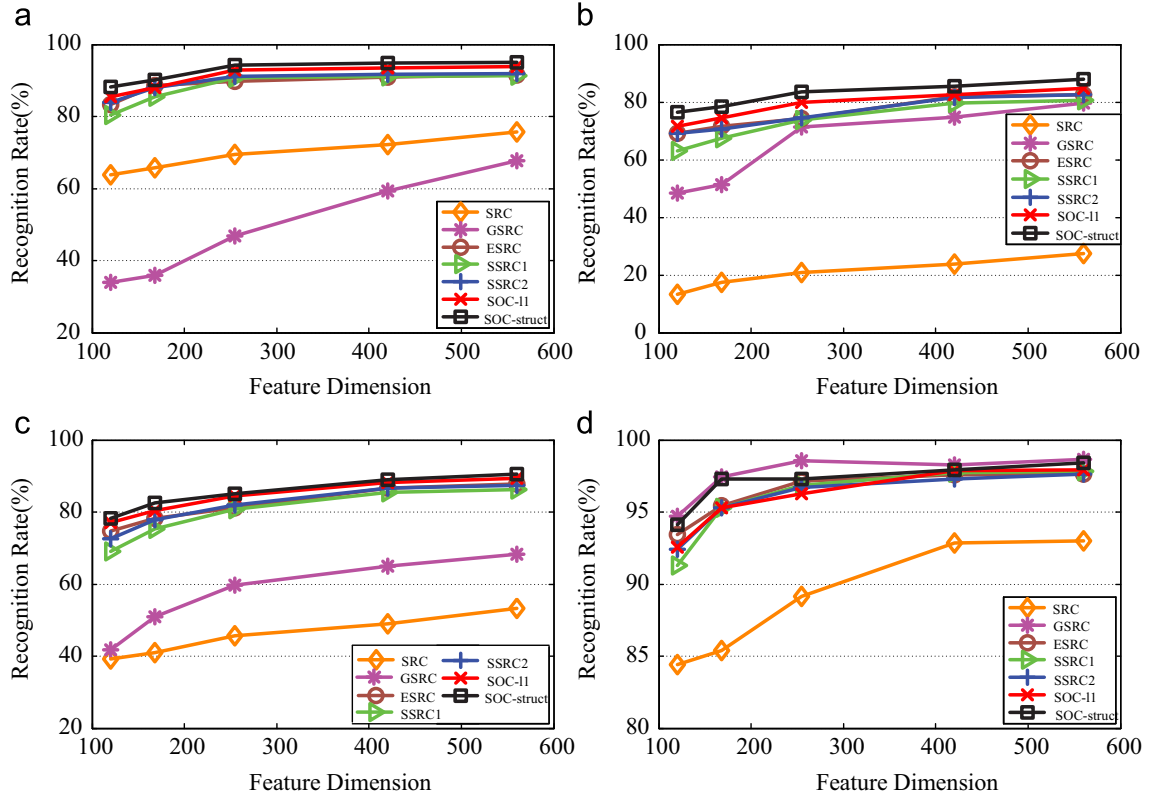 a
100
80
60
40
20
Recognition Rate(%)
SRC
GSRC
ESRC
SSRC1
SSRC2
SOC-l1
SOC-struct
100 200 300 400 500 600
Feature Dimension
b
100
80
60
40
20
0
Recognition Rate(%)
SRC
GSRC
ESRC
SSRC1
SSRC2
SOC-l1
SOC-struct
100 200 300 400 500 600
Feature Dimension
c
100
80
60
40
20
Recognition Rate(%)
SRC
GSRC
ESRC
SSRC1
SSRC2
SOC-l1
SOC-struct
100 200 300 400 500 600
Feature Dimension
d
100
95
90
85
80
Recognition Rate(%)
SRC
GSRC
ESRC
SSRC1
SSRC2
SOC-l1
SOC-struct
100 200 300 400 500 600
Feature Dimension